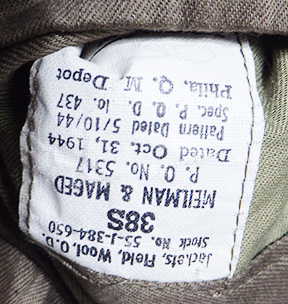 Jackets, Field, Wool, O. D.
Stock No. 55-J-384-650
38S
MEILMAN & MAGED
P. O. No. 5317
Dated Oct. 31, 1944
Pattern Dated 5/10/44
Spec. P. Q. D. No. 437
Phila. Q. M. Depot